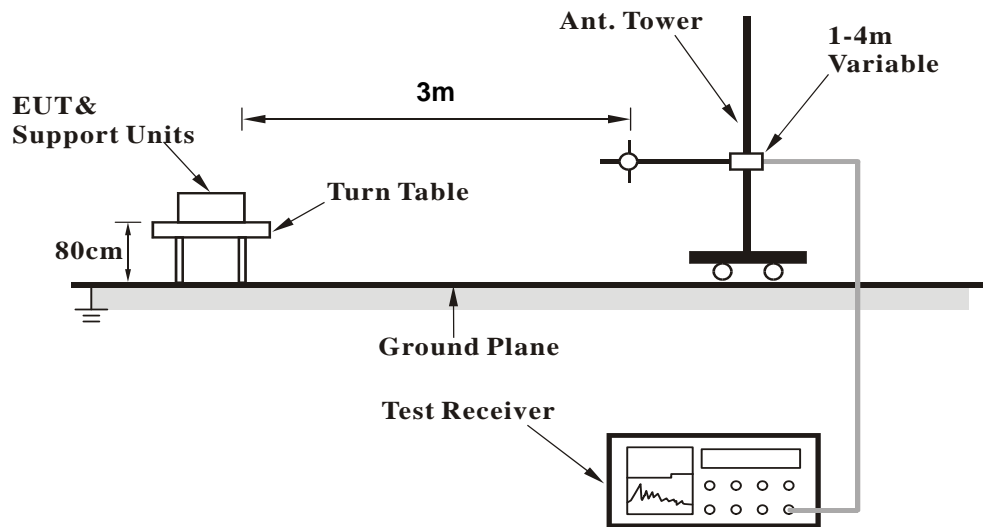 Ant. Tower
1-4m
Variable
3m
EUT&
Support Units
Turn Table
80cm
Ground Plane
Test Receiver